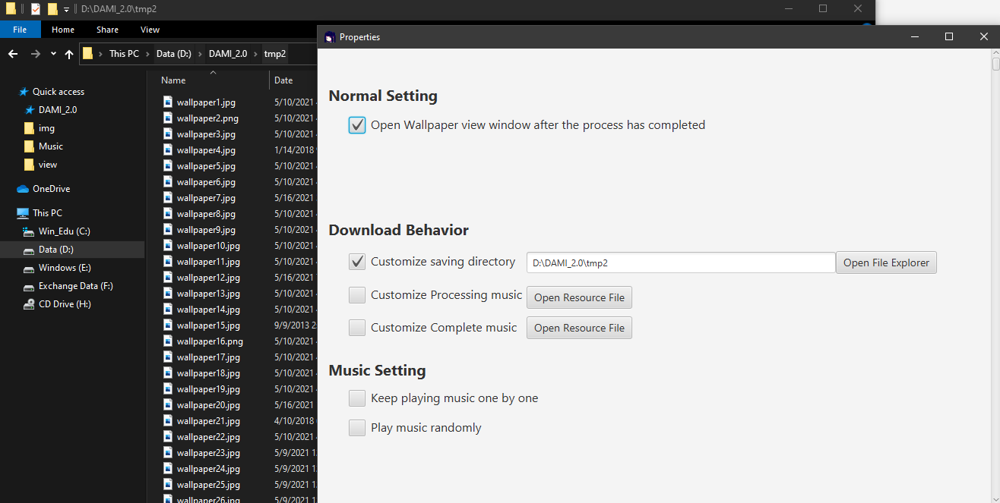 D:\DAMI_2.0\tmp2
File Home Share View
This PC Data (D:) DAMI_2.0 tmp2
Quick access
DAMI_2.0
img
Music
view
OneDrive
This PC
Win_Edu (C:)
Data (D:)
Windows (E:)
Exchange Data (F:)
CD Drive (H:)
Name Date
wallpaper1.jpg 5/10/2021
wallpaper2.png 5/10/2021
wallpaper3.jpg 5/10/2021
wallpaper4.jpg 1/14/2018
wallpaper5.jpg 5/10/2021
wallpaper6.jpg 5/10/2021
wallpaper7.jpg 5/16/2021
wallpaper8.jpg 5/10/2021
wallpaper9.jpg 5/10/2021
wallpaper10.jpg 5/10/2021
wallpaper11.jpg 5/10/2021
wallpaper12.jpg 5/16/2021
wallpaper13.jpg 5/10/2021
wallpaper14.jpg 5/10/2021
wallpaper15.jpg 9/9/2013
wallpaper16.png 5/10/2021
wallpaper17.jpg 5/10/2021
wallpaper18.jpg 5/10/2021
wallpaper19.jpg 5/10/2021
wallpaper20.jpg 5/16/2021
wallpaper21.jpg 4/10/2018
wallpaper22.jpg 5/10/2021
wallpaper23.jpg 5/9/2021
wallpaper24.jpg 5/9/2021
wallpaper25.jpg 5/9/2021
wallpaper26.jpg 5/9/2021
Properties
Normal Setting
Open Wallpaper view window after the process has completed
Download Behavior
Customize saving directory D:\DAMI_2.0\tmp2 Open File Explorer
Customize Processing music Open Resource File
Customize Complete music Open Resource File
Music Setting
Keep playing music one by one
Play music randomly